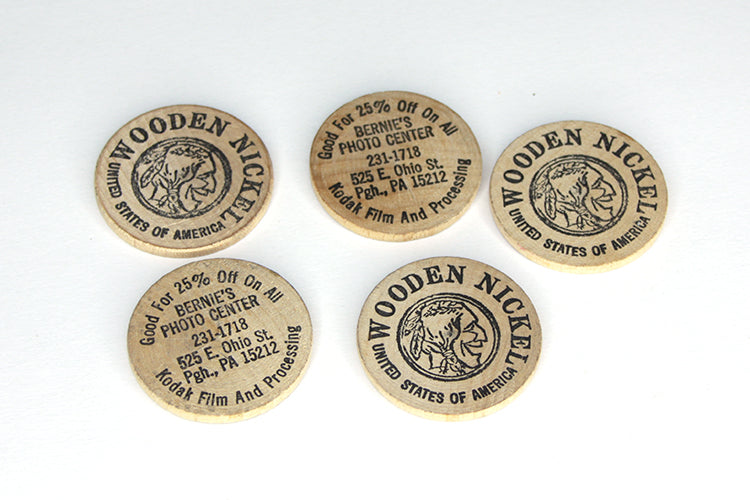 WOODEN NICKEL
UNITED STATES OF AMERICA
Good For 25% Off On All
BERNIE'S
PHOTO CENTER
231-1718
525 E. Ohio St.
Pgh., PA 15212
Kodak Film And Processing
WOODEN NICKEL
UNITED STATES OF AMERICA
Good For 25% Off On All
BERNIE'S
PHOTO CENTER
231-1718
525 E. Ohio St.
Pgh., PA 15212
Kodak Film And Processing
WOODEN NICKEL
UNITED STATES OF AMERICA